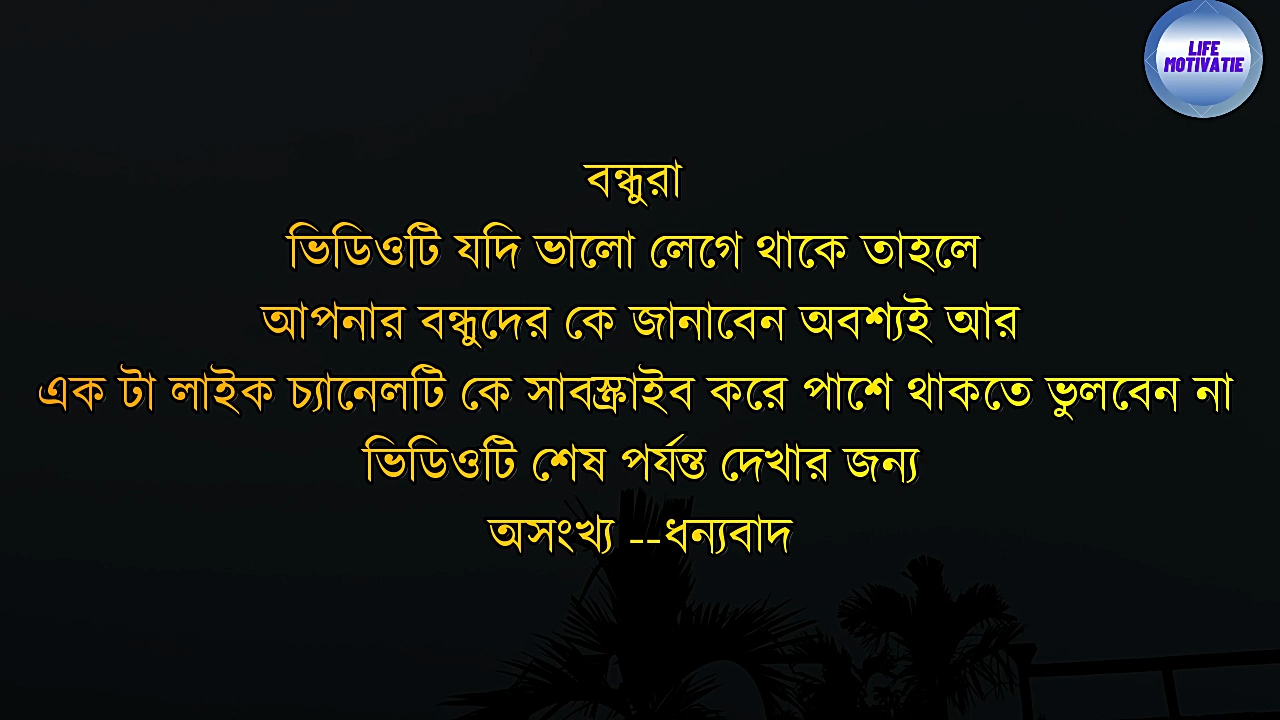 LIFE
MOTIVATIE
বন্ধুরা
ভিডিওটি যদি ভালো লেগে থাকে তাহলে
আপনার বন্ধুদের কে জানাবেন অবশ্যই আর
এক টা লাইক চ্যানেলটি কে সাবস্ক্রাইব করে পাশে থাকতে ভুলবেন না
ভিডিওটি শেষ পর্যন্ত দেখার জন্য
অসংখ্য --ধন্যবাদ